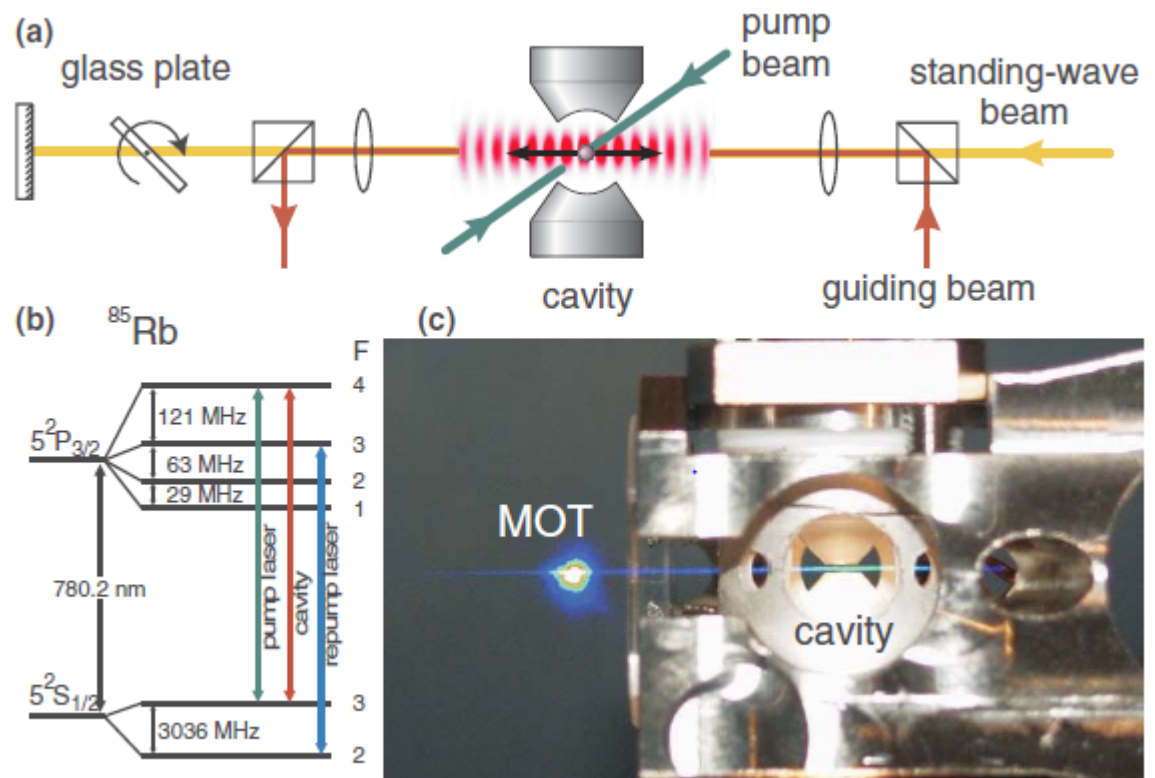 (a)
glass plate
pump
beam
standing-wave
beam
cavity
guiding beam
(b)
85Rb
F
4
121 MHz
5²P3/2
3
63 MHz
2
29 MHz
1
780.2 nm
pump laser
cavity
repump laser
5²S1/2
3
3036 MHz
2
(c)
MOT
cavity